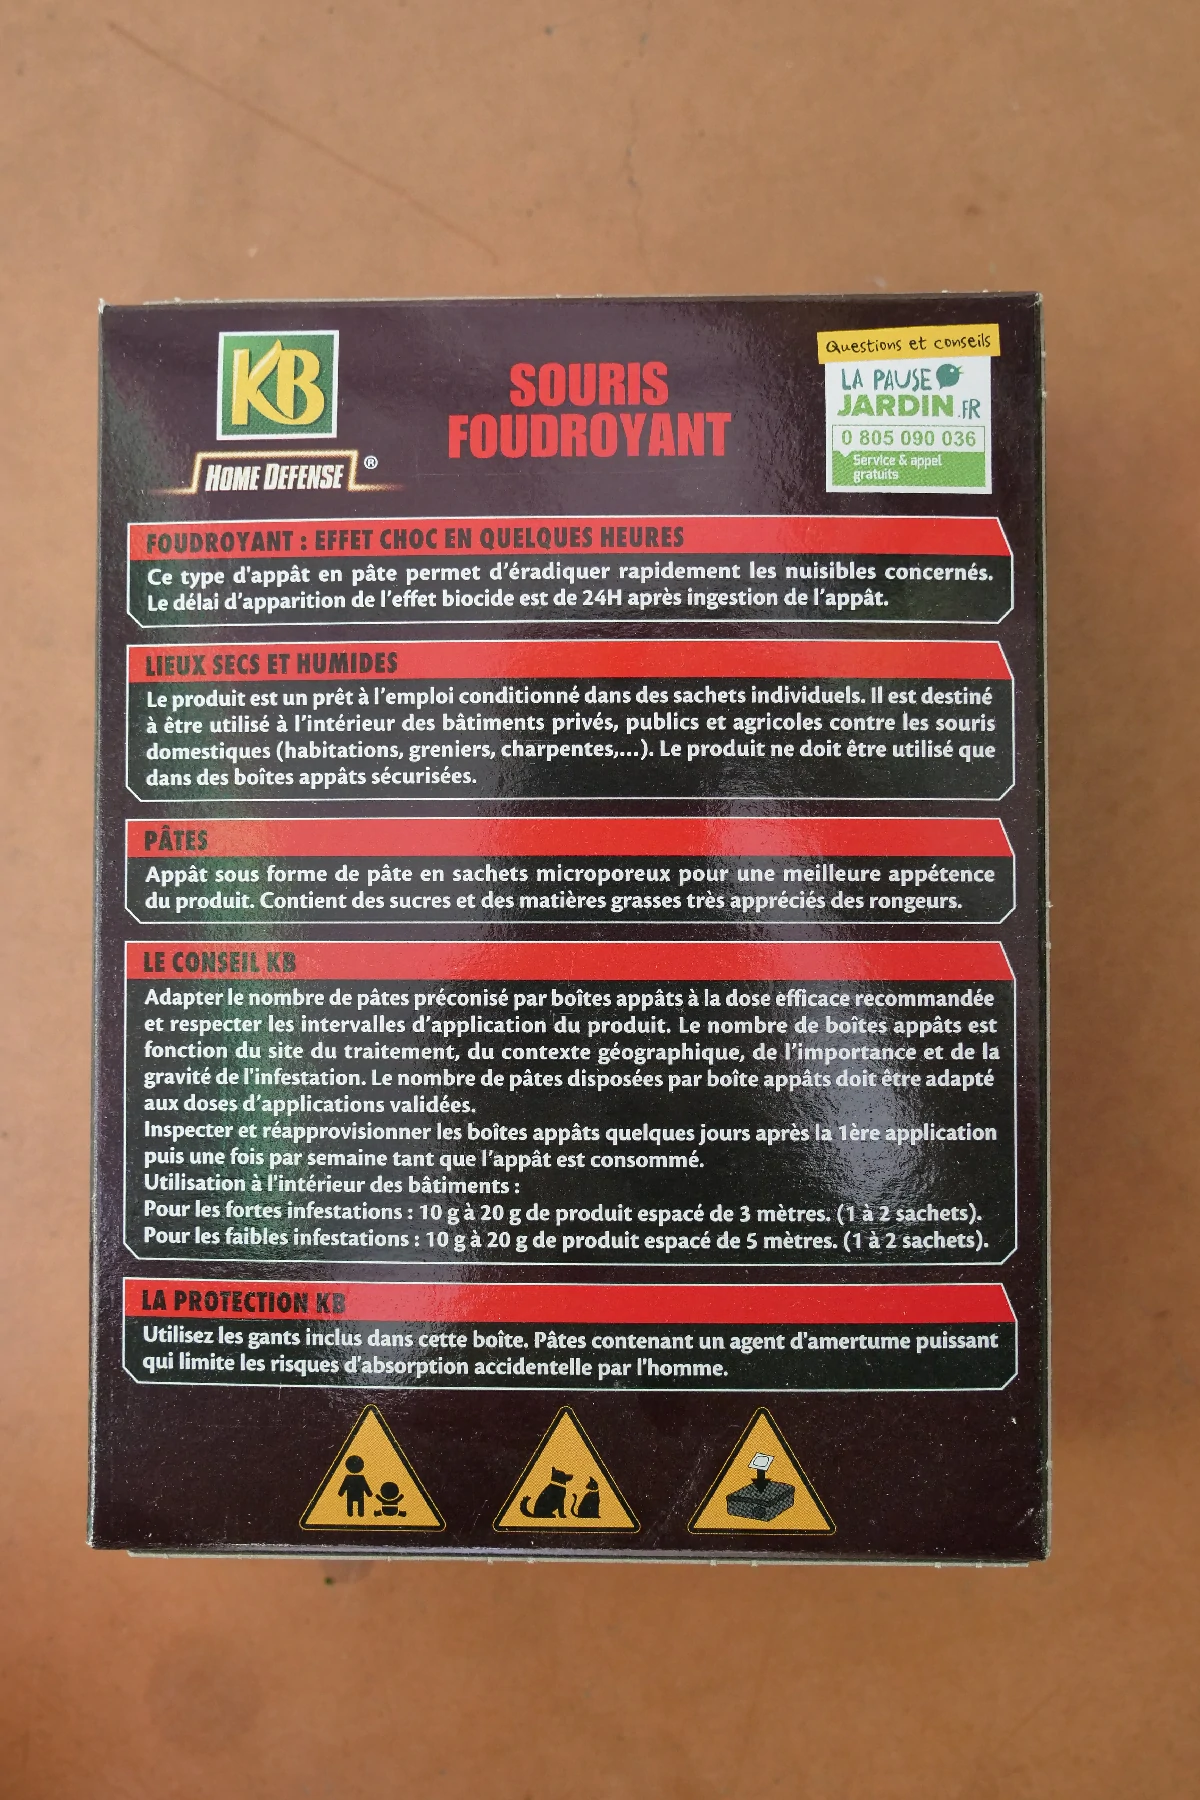 KB
HOME DEFENSE ®
SOURIS
FOUDROYANT
Questions et conseils
LA PAUSE
JARDIN.FR
0 805 090 036
Service & appel
gratuits
FOUDROYANT : EFFET CHOC EN QUELQUES HEURES
Ce type d'appât en pâte permet d'éradiquer rapidement les nuisibles concernés.
Le délai d'apparition de l'effet biocide est de 24H après ingestion de l'appât.
LIEUX SECS ET HUMIDES
Le produit est un prêt à l'emploi conditionné dans des sachets individuels. Il est destiné
à être utilisé à l'intérieur des bâtiments privés, publics et agricoles contre les souris
domestiques (habitations, greniers, charpentes,...). Le produit ne doit être utilisé que
dans des boîtes appâts sécurisées.
PÂTES
Appât sous forme de pâte en sachets microporeux pour une meilleure appétence
du produit. Contient des sucres et des matières grasses très appréciés des rongeurs.
LE CONSEIL KB
Adapter le nombre de pâtes préconisé par boîtes appâts à la dose efficace recommandée
et respecter les intervalles d'application du produit. Le nombre de boîtes appâts est
fonction du site du traitement, du contexte géographique, de l'importance et de la
gravité de l'infestation. Le nombre de pâtes disposées par boîte appâts doit être adapté
aux doses d'applications validées.
Inspecter et réapprovisionner les boîtes appâts quelques jours après la 1ère application
puis une fois par semaine tant que l'appât est consommé.
Utilisation à l'intérieur des bâtiments :
Pour les fortes infestations : 10 g à 20 g de produit espacé de 3 mètres. (1 à 2 sachets).
Pour les faibles infestations : 10 g à 20 g de produit espacé de 5 mètres. (1 à 2 sachets).
LA PROTECTION KB
Utilisez les gants inclus dans cette boîte. Pâtes contenant un agent d'amertume puissant
qui limite les risques d'absorption accidentelle par l'homme.